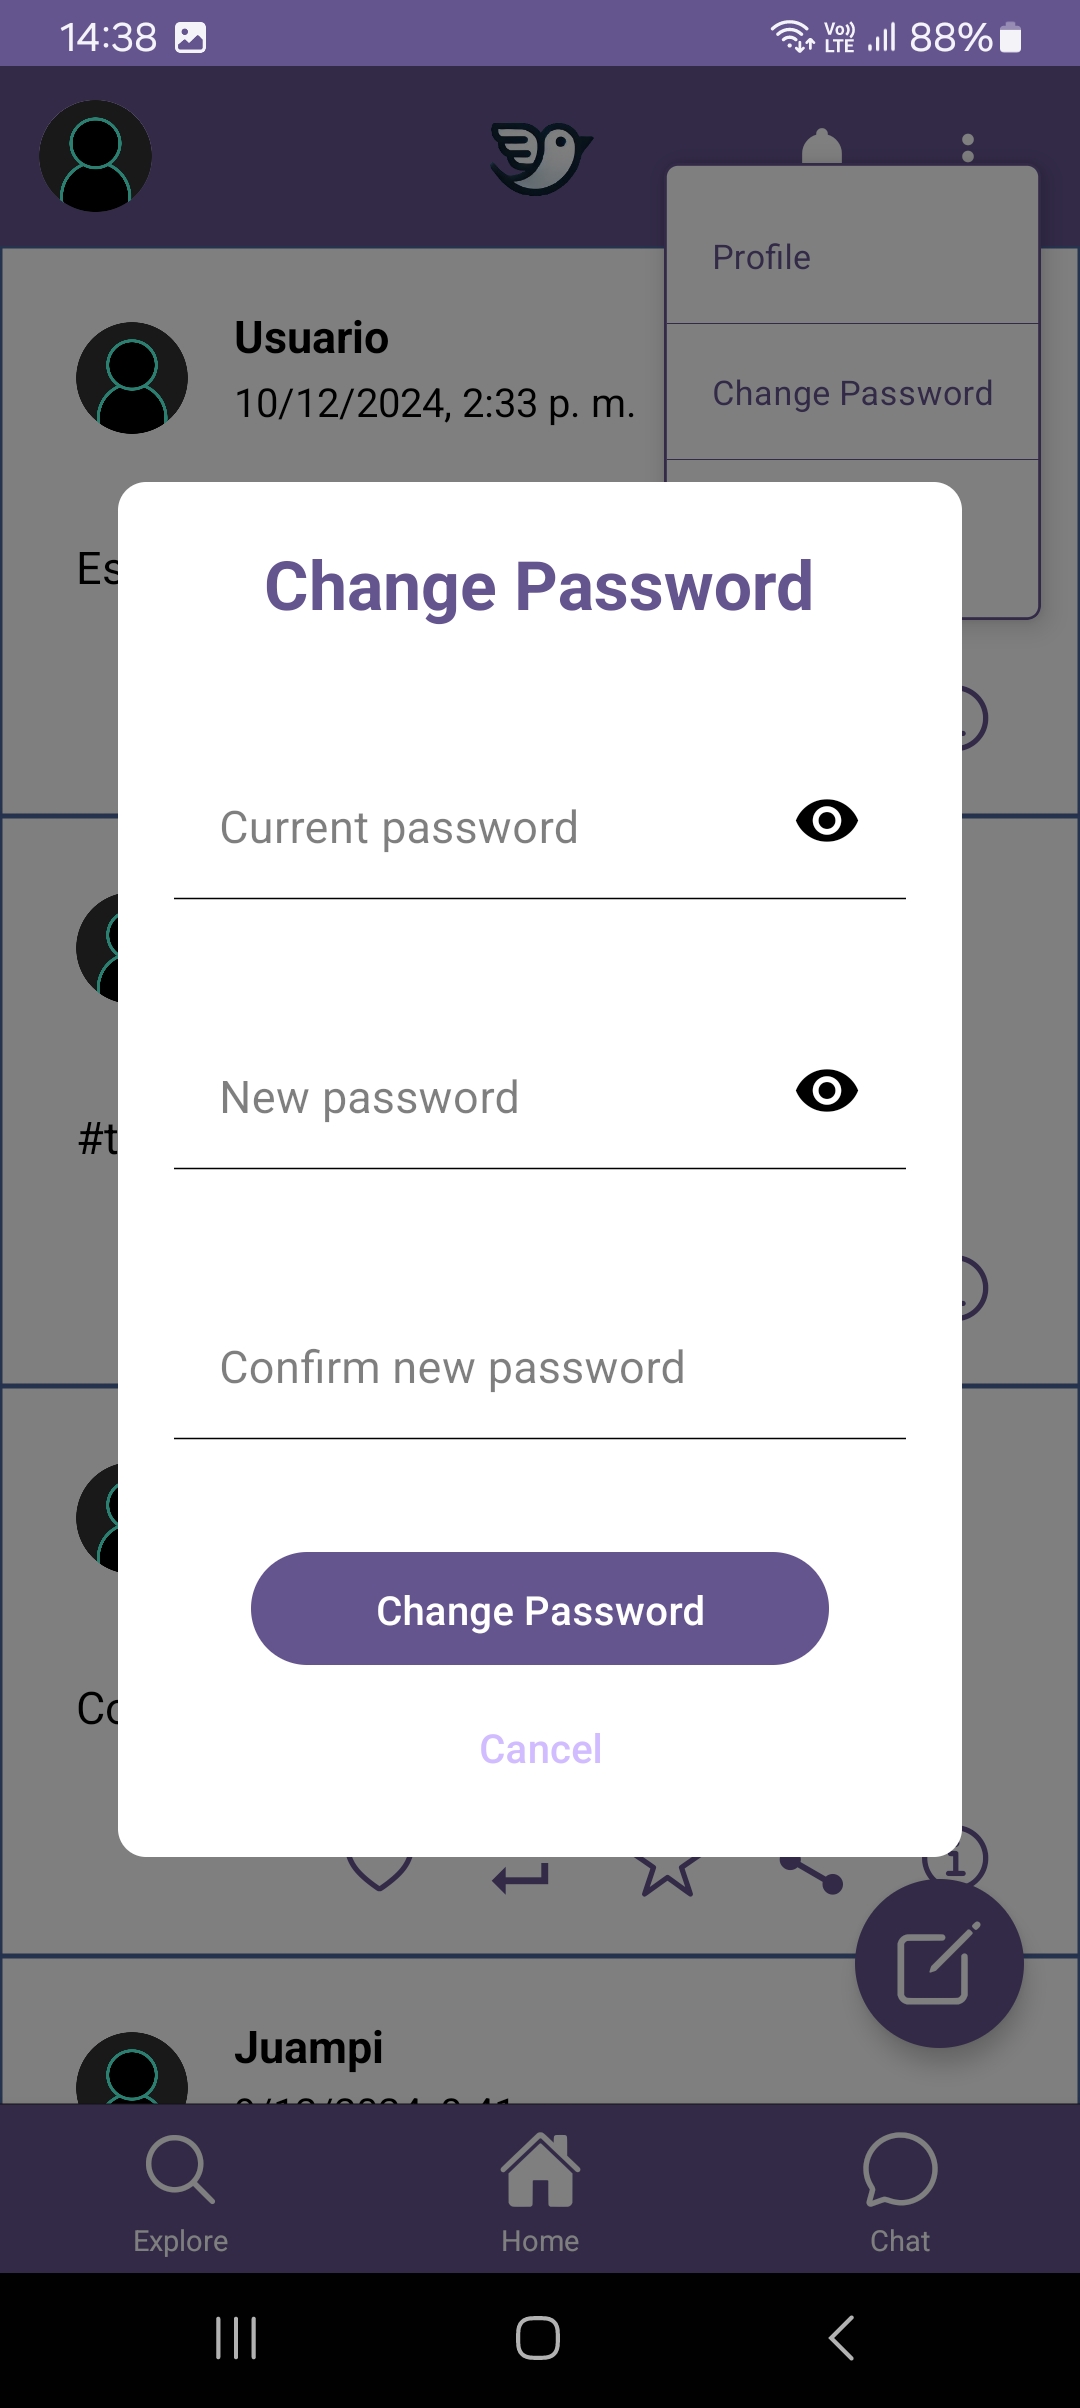 14:38
Vo)) LTE 88%
Profile
Usuario
10/12/2024, 2:33 p. m.
Change Password
Es
Change Password
Current password
New password
#t
Confirm new password
Change Password
Co
Cancel
1
Juampi
Explore
Home
Chat